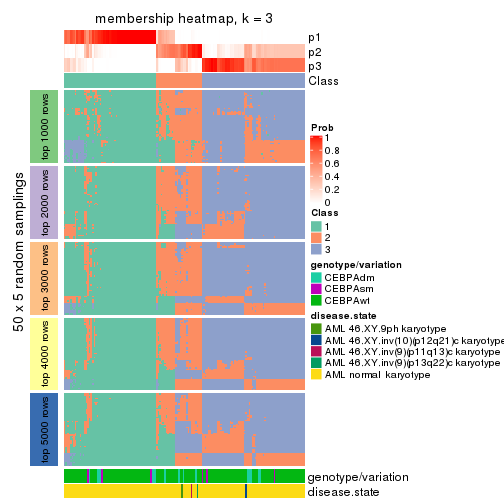 membership heatmap, k = 3
p1
p2
p3
Class
50 x 5 random samplings
top 1000 rows
top 2000 rows
top 3000 rows
top 4000 rows
top 5000 rows
Prob
1
0.8
0.6
0.4
0.2
0
Class
1
2
3
genotype/variation
CEBPAdm
CEBPAsm
CEBPAwt
disease.state
AML 46.XY.9ph karyotype
AML 46.XY.inv(10)(p12q21)c karyotype
AML 46.XY.inv(9)(p11q13)c karyotype
AML 46.XY.inv(9)(p13q22)c karyotype
AML normal karyotype
genotype/variation
disease.state